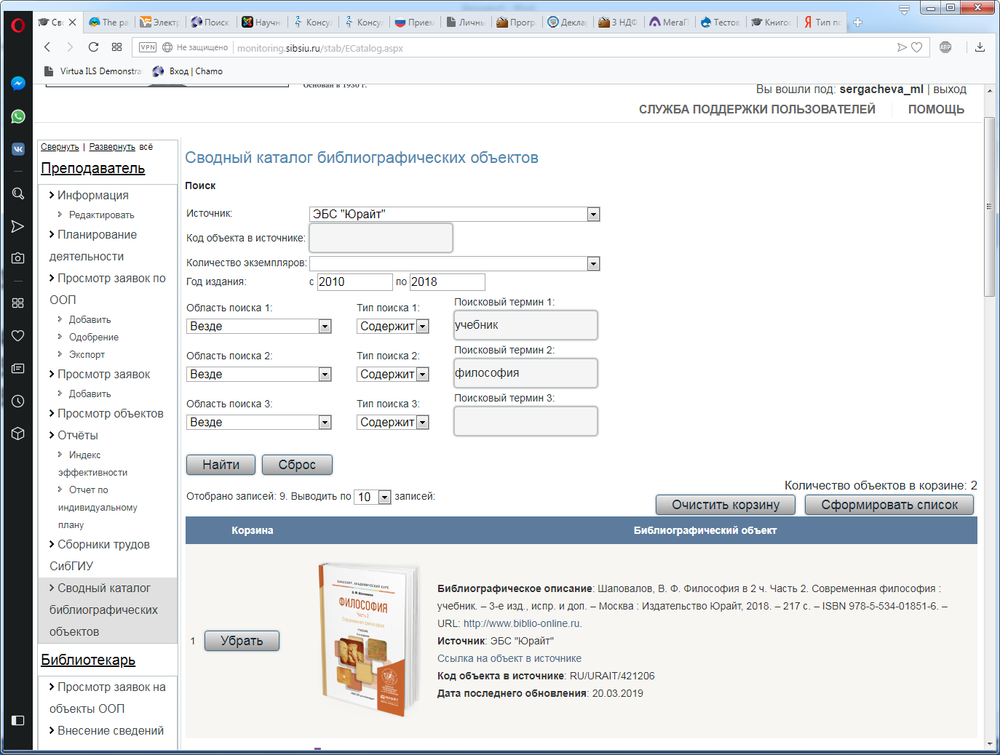 Св
The pa
Электр
Поиск
Научн
Консул
Консул
Прием
Личны
Прогр
Деклар
3 НДФ
МегаП
Тестов
Книгос
Тип по
VPN
Не защищено
monitoring.sibsiu.ru/stab/ECatalog.aspx
ABP
Virtua ILS Demonstra
Вход | Chamo
Основан в 1930 г.
Вы вошли под: sergacheva_ml | выход
СЛУЖБА ПОДДЕРЖКИ ПОЛЬЗОВАТЕЛЕЙ
ПОМОЩЬ
Свернуть | Развернуть всё
Преподаватель
Информация
Редактировать
Планирование
деятельности
Просмотр заявок по
ООП
Добавить
Одобрение
Экспорт
Просмотр заявок
Добавить
Просмотр объектов
Отчёты
Индекс
эффективности
Отчет по
индивидуальному
плану
Сборники трудов
СибГИУ
Сводный каталог
библиографических
объектов
Библиотекарь
Просмотр заявок на
объекты ООП
Внесение сведений
Сводный каталог библиографических объектов
Поиск
Источник:
ЭБС "Юрайт"
Код объекта в источнике:
Количество экземпляров:
Год издания:
с 2010 по 2018
Область поиска 1:
Тип поиска 1:
Поисковый термин 1:
Везде
Содержит
учебник
Область поиска 2:
Тип поиска 2:
Поисковый термин 2:
Везде
Содержит
философия
Область поиска 3:
Тип поиска 3:
Поисковый термин 3:
Везде
Содержит
Найти
Сброс
Количество объектов в корзине: 2
Отобрано записей: 9. Выводить по 10 записей:
Очистить корзину
Сформировать список
Корзина
Библиографический объект
1
Убрать
БАКАЛАВР. АКАДЕМИЧЕСКИЙ КУРС
В. Ф. Шаповалов
ФИЛОСОФИЯ
Часть 2
Современная философия
УЧЕБНИК
Библиографическое описание: Шаповалов, В. Ф. Философия в 2 ч. Часть 2. Современная философия :
учебник. – 3-е изд., испр. и доп. – Москва : Издательство Юрайт, 2018. – 217 с. – ISBN 978-5-534-01851-6. –
URL: http://www.biblio-online.ru.
Источник: ЭБС "Юрайт"
Ссылка на объект в источнике
Код объекта в источнике: RU/URAIT/421206
Дата последнего обновления: 20.03.2019